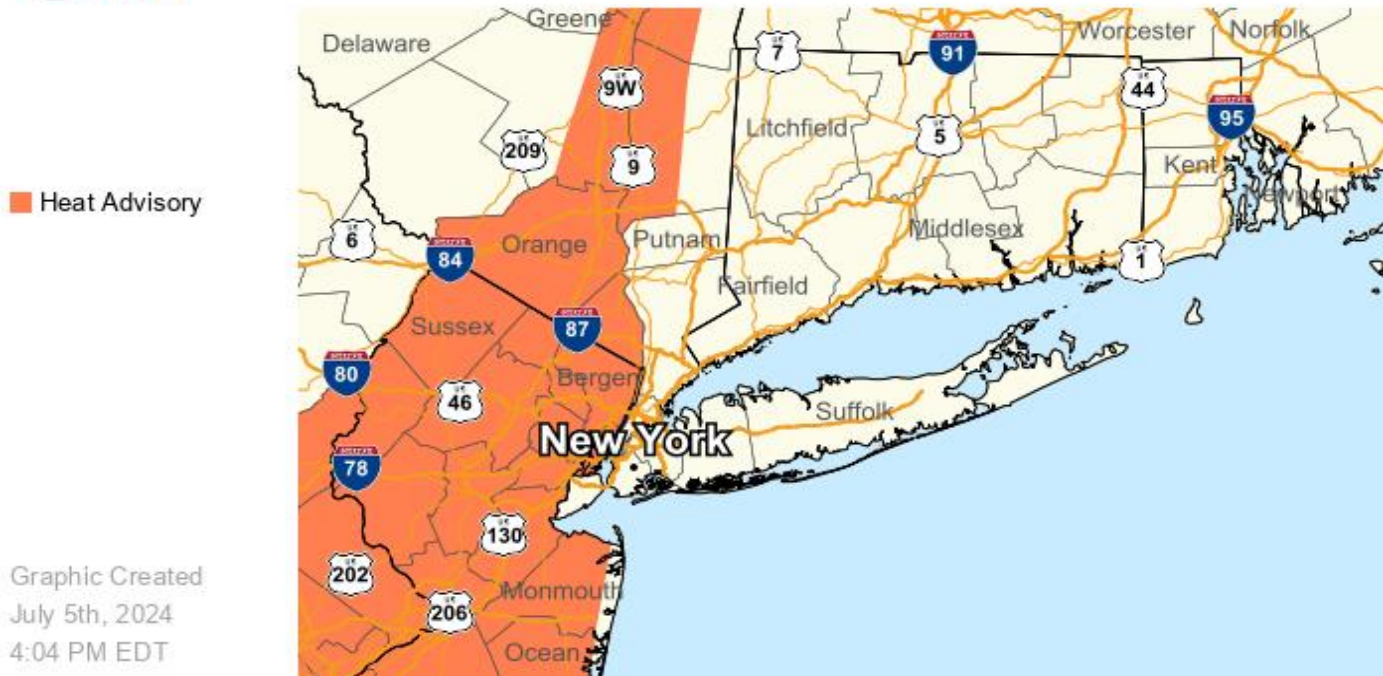 Greene
Delaware
7
91
Worcester
Norfolk
9W
44
Litchfield
5
95
209
9
Kent
Newport
6
84
Orange
Putnam
Middlesex
1
Fairfield
Sussex
87
80
Bergen
46
Suffolk
New York
78
130
202
Monmouth
206
Ocean
Heat Advisory
Graphic Created
July 5th, 2024
4:04 PM EDT